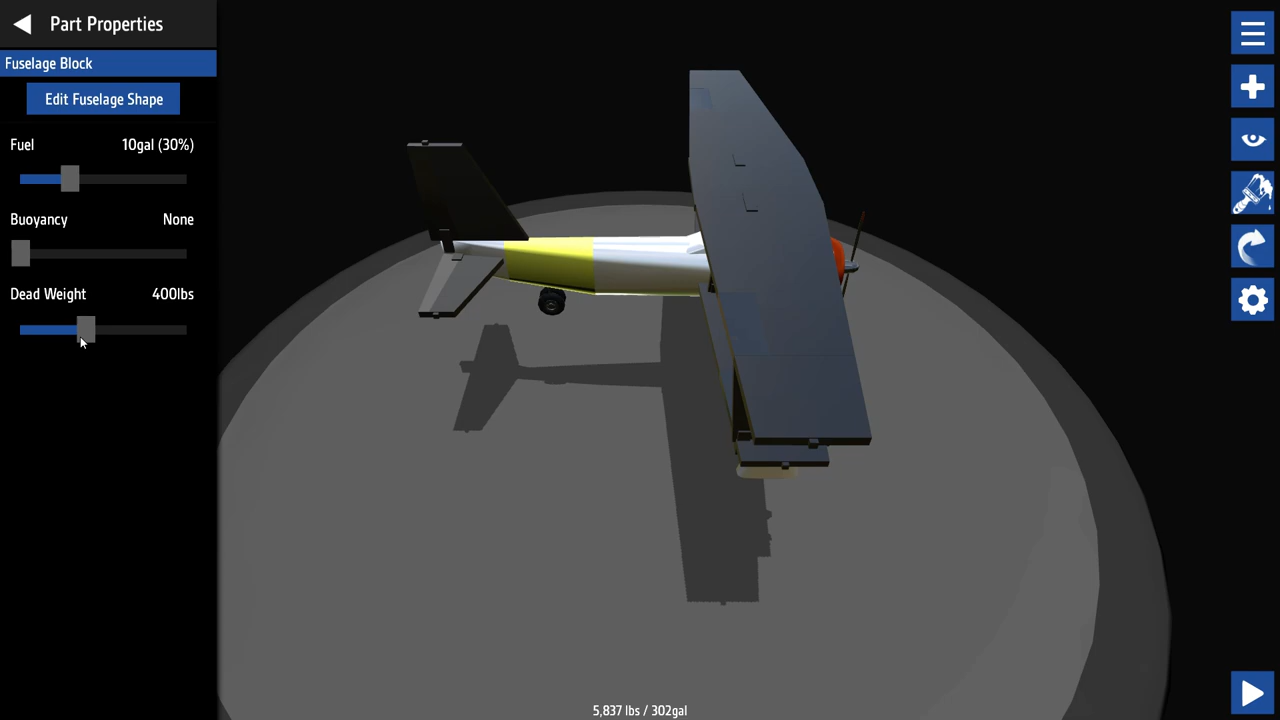 Part Properties
Fuselage Block
Edit Fuselage Shape
Fuel 10gal (30%)
Buoyancy None
Dead Weight 400lbs
5,837 lbs / 302gal